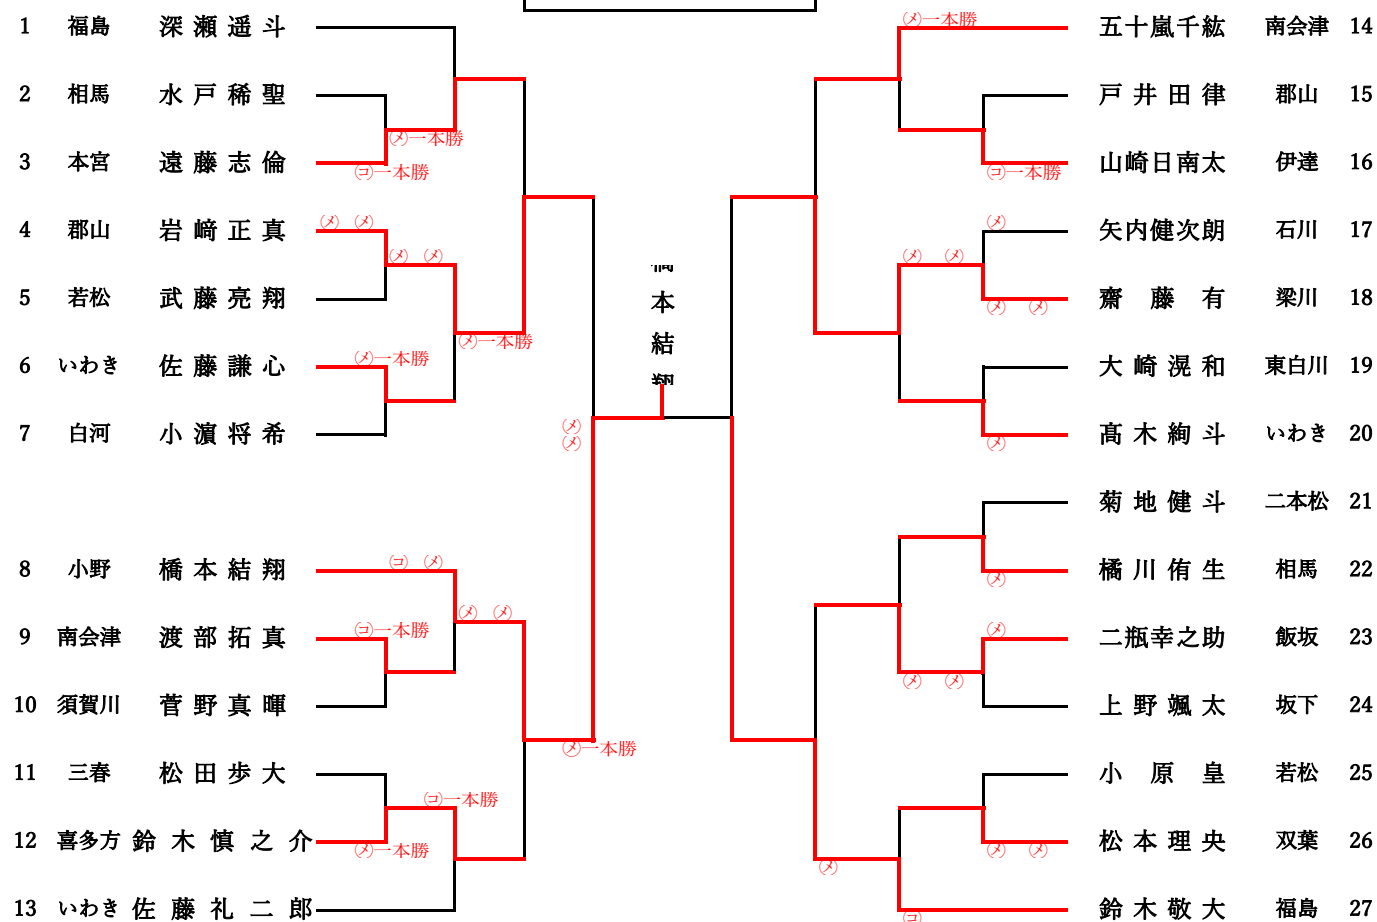 1 福島 深瀬遥斗
2 相馬 水戸稀聖
㋱一本勝
3 本宮 遠藤志倫
㋙一本勝
㋱ ㋱
4 郡山 岩﨑正真
㋱ ㋱
5 若松 武藤亮翔
㋱一本勝
㋱一本勝
6 いわき 佐藤謙心
7 白河 小濵将希
㋱
㋱
㋙ ㋱
8 小野 橋本結翔
㋱ ㋱
㋙一本勝
9 南会津 渡部拓真
10 須賀川 菅野真暉
㋱一本勝
11 三春 松田歩大
㋙一本勝
12 喜多方 鈴木慎之介
㋱一本勝
13 いわき 佐藤礼二郎
橋本結翔
㋱一本勝
五十嵐千紘 南会津 14
戸井田律 郡山 15
山崎日南太 伊達 16
㋙一本勝
㋱
矢内健次朗 石川 17
㋱ ㋱
齋藤有 梁川 18
㋱ ㋱
大崎滉和 東白川 19
髙木絢斗 いわき 20
㋱
菊地健斗 二本松 21
橘川侑生 相馬 22
㋱
㋱
二瓶幸之助 飯坂 23
㋱ ㋱
上野颯太 坂下 24
小原皇 若松 25
松本理央 双葉 26
㋱ ㋱
㋱
鈴木敬大 福島 27
㋙